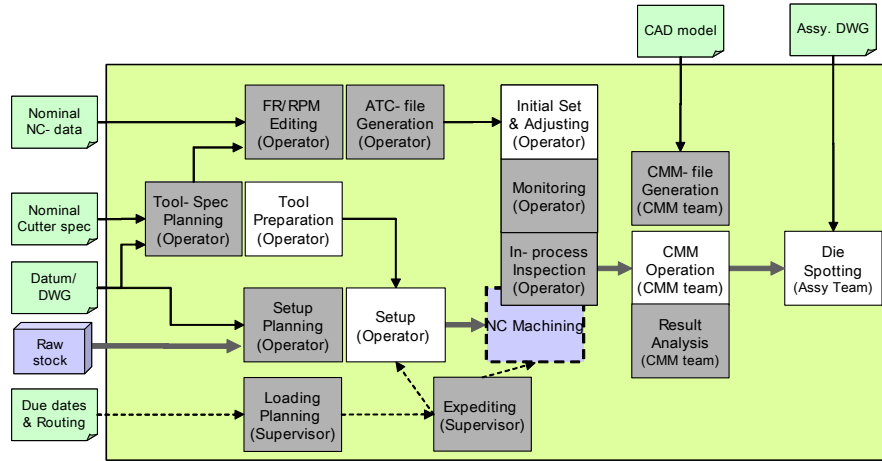 CAD model
Assy. DWG
Nominal
NC- data
FR/RPM
Editing
(Operator)
ATC- file
Generation
(Operator)
Initial Set
& Adjusting
(Operator)
Monitoring
(Operator)
CMM- file
Generation
(CMM team)
Nominal
Cutter spec
Tool- Spec
Planning
(Operator)
Tool
Preparation
(Operator)
In- process
Inspection
(Operator)
CMM
Operation
(CMM team)
Die
Spotting
(Assy Team)
Datum/
DWG
Setup
Planning
(Operator)
Setup
(Operator)
NC Machining
Result
Analysis
(CMM team)
Raw
stock
Due dates
& Routing
Loading
Planning
(Supervisor)
Expediting
(Supervisor)